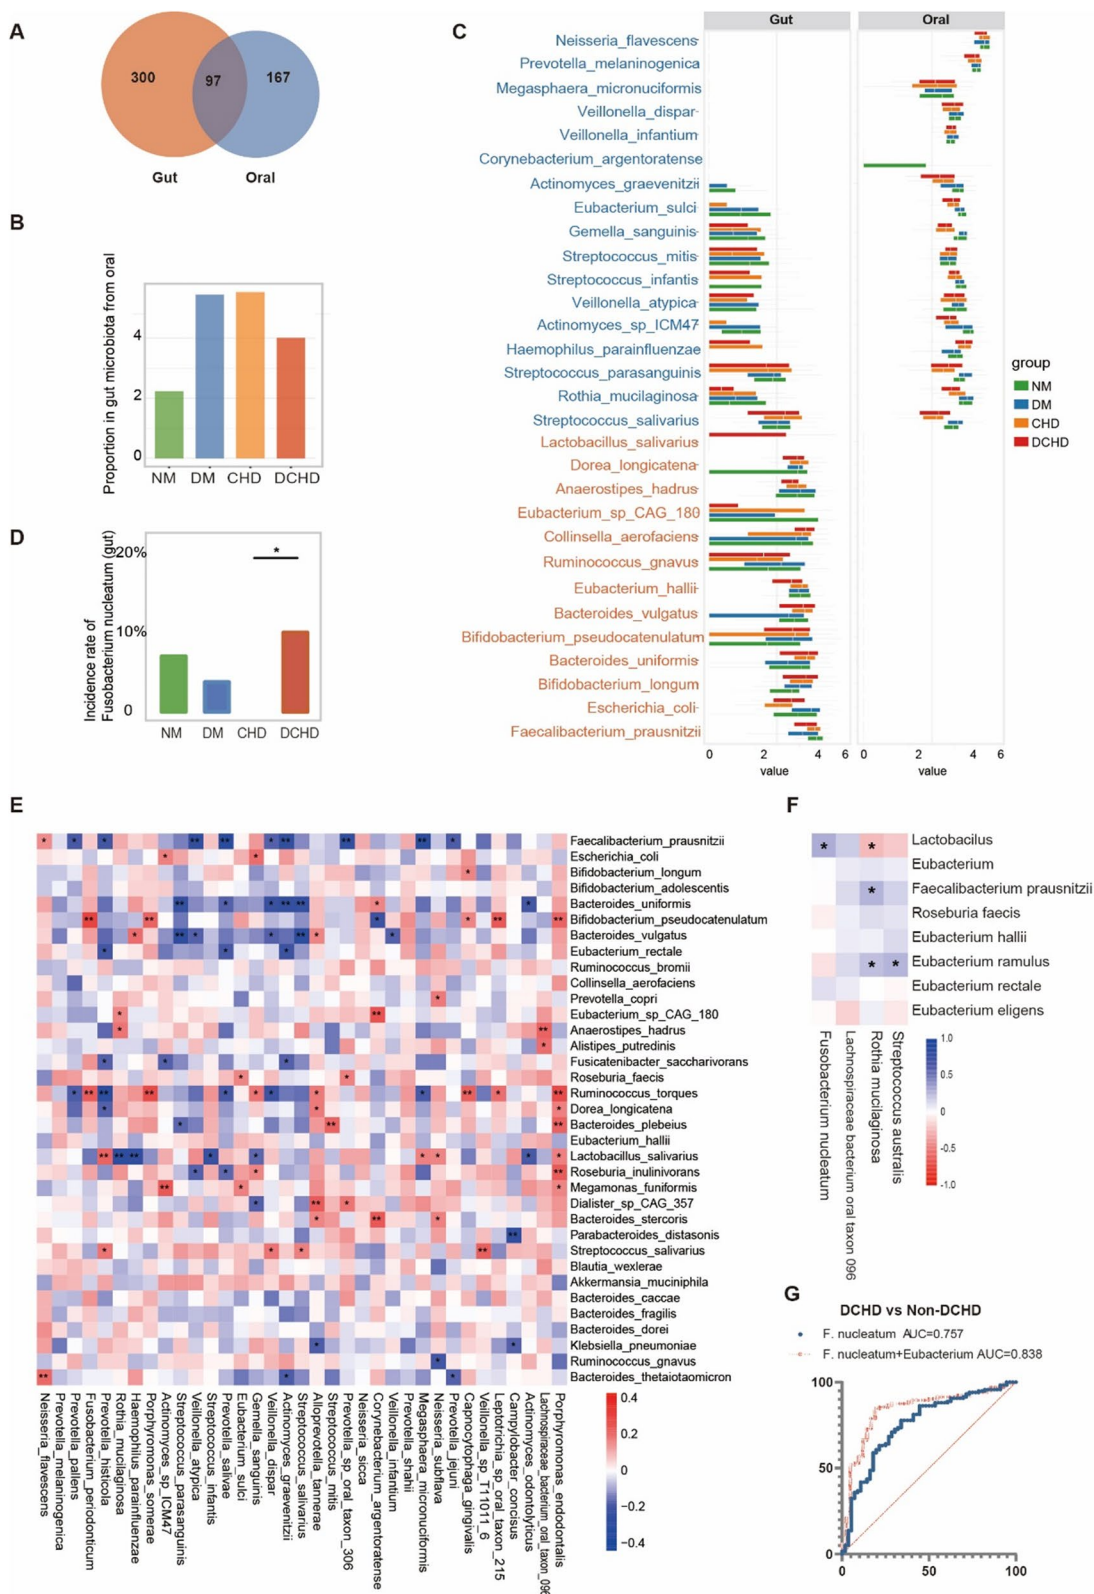 A
300
97
167
Gut
Oral
B
Proportion in gut microbiota from oral
4
2
0
NM
DM
CHD
DCHD
C
Gut
Oral
Neisseria_flavescens
Prevotella_melaninogenica
Megasphaera_micronuciformis
Veillonella_dispar
Veillonella_infantium
Corynebacterium_argentoratense
Actinomyces_graevenitzii
Eubacterium_sulci
Gemella_sanguinis
Streptococcus_mitis
Streptococcus_infantis
Veillonella_atypica
Actinomyces_sp_ICM47
Haemophilus_parainfluenzae
Streptococcus_parasanguinis
Rothia_mucilaginosa
Streptococcus_salivarius
Lactobacillus_salivarius
Dorea_longicatena
Anaerostipes_hadrus
Eubacterium_sp_CAG_180
Collinsella_aerofaciens
Ruminococcus_gnavus
Eubacterium_hallii
Bacteroides_vulgatus
Bifidobacterium_pseudocatenulatum
Bacteroides_uniformis
Bifidobacterium_longum
Escherichia_coli
Faecalibacterium_prausnitzii
0 2 4 6
0 2 4 6
value
value
group
NM
DM
CHD
DCHD
D
Incidence rate of
Fusobacterium nucleatum (gut)
20%
10%
0
*
NM
DM
CHD
DCHD
E
Faecalibacterium_prausnitzii
Escherichia_coli
Bifidobacterium_longum
Bifidobacterium_adolescentis
Bacteroides_uniformis
Bifidobacterium_pseudocatenulatum
Bacteroides_vulgatus
Eubacterium_rectale
Ruminococcus_bromii
Collinsella_aerofaciens
Prevotella_copri
Eubacterium_sp_CAG_180
Anaerostipes_hadrus
Alistipes_putredinis
Fusicatenibacter_saccharivorans
Roseburia_faecis
Ruminococcus_torques
Dorea_longicatena
Bacteroides_plebeius
Eubacterium_hallii
Lactobacillus_salivarius
Roseburia_inulinivorans
Megamonas_funiformis
Dialister_sp_CAG_357
Bacteroides_stercoris
Parabacteroides_distasonis
Streptococcus_salivarius
Blautia_wexlerae
Akkermansia_muciniphila
Bacteroides_caccae
Bacteroides_fragilis
Bacteroides_dorei
Klebsiella_pneumoniae
Ruminococcus_gnavus
Bacteroides_thetaiotaomicron
Neisseria_flavescens
Prevotella_melaninogenica
Prevotella_pallens
Fusobacterium_periodonticum
Prevotella_histicola
Rothia_mucilaginosa
Haemophilus_parainfluenzae
Porphyromonas_somerae
Actinomyces_sp_ICM47
Streptococcus_parasanguinis
Veillonella_atypica
Streptococcus_infantis
Prevotella_salivae
Eubacterium_sulci
Gemella_sanguinis
Veillonella_dispar
Actinomyces_graevenitzii
Streptococcus_salivarius
Alloprevotella_tannerae
Streptococcus_mitis
Prevotella_sp_oral_taxon_306
Neisseria_sicca
Corynebacterium_argentoratense
Veillonella_infantium
Prevotella_shahii
Megasphaera_micronuciformis
Neisseria_subflava
Prevotella_jejuni
Capnocytophaga_gingivalis
Veillonella_sp_T11011_6
Leptotrichia_sp_oral_taxon_215
Campylobacter_concisus
Actinomyces_odontolyticus
Lachnospiraceae_bacterium_oral_taxon_096
Porphyromonas_endodontalis
0.4
0.2
0
−0.2
−0.4
F
Lactobacilus
Eubacterium
Faecalibacterium prausnitzii
Roseburia faecis
Eubacterium hallii
Eubacterium ramulus
Eubacterium rectale
Eubacterium eligens
Fusobacterium nucleatum
Lachnospiraceae bacterium oral taxon 096
Rothia mucilaginosa
Streptococcus australis
1.0
0.5
0
-0.5
-1.0
G
DCHD vs Non-DCHD
F. nucleatum AUC=0.757
F. nucleatum+Eubacterium AUC=0.838
100
50
0
0 50 100